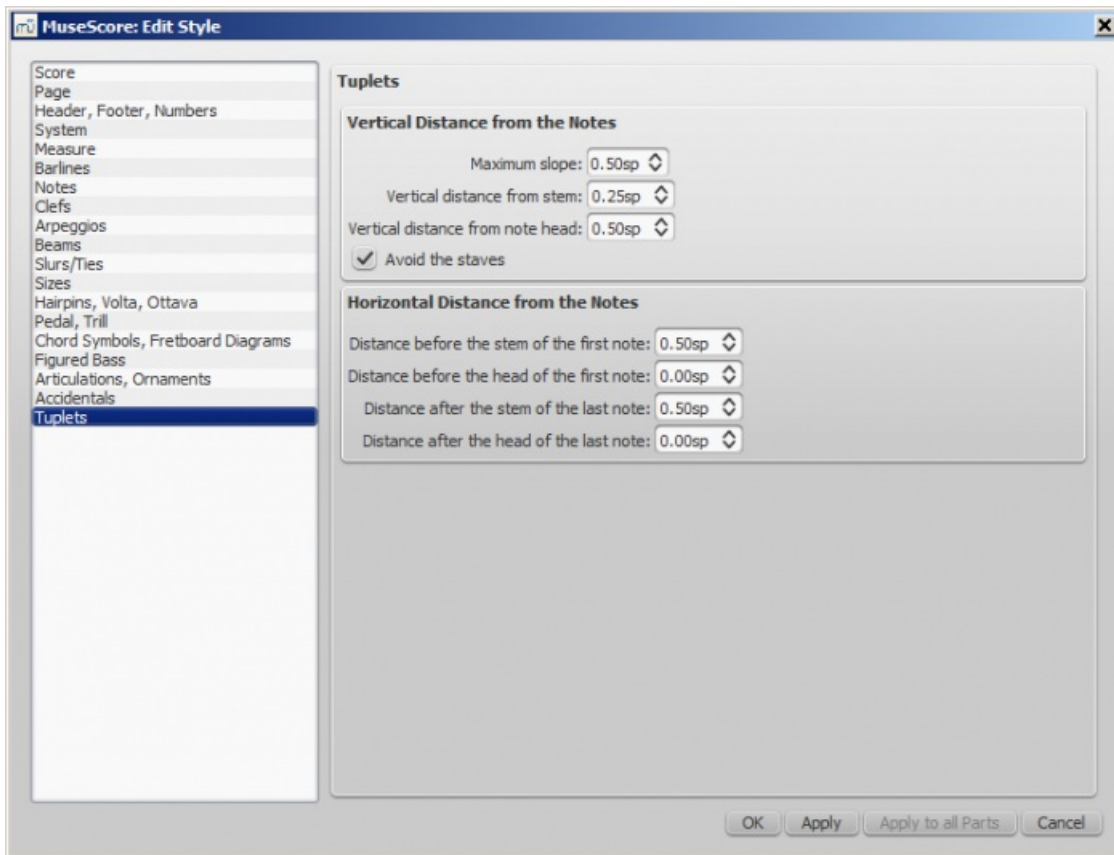 mû MuseScore: Edit Style
Score
Page
Header, Footer, Numbers
System
Measure
Barlines
Notes
Clefs
Arpeggios
Beams
Slurs/Ties
Sizes
Hairpins, Volta, Ottava
Pedal, Trill
Chord Symbols, Fretboard Diagrams
Figured Bass
Articulations, Ornaments
Accidentals
Tuplets
Tuplets
Vertical Distance from the Notes
Maximum slope: 0.50sp
Vertical distance from stem: 0.25sp
Vertical distance from note head: 0.50sp
Avoid the staves
Horizontal Distance from the Notes
Distance before the stem of the first note: 0.50sp
Distance before the head of the first note: 0.00sp
Distance after the stem of the last note: 0.50sp
Distance after the head of the last note: 0.00sp
OK Apply Apply to all Parts Cancel